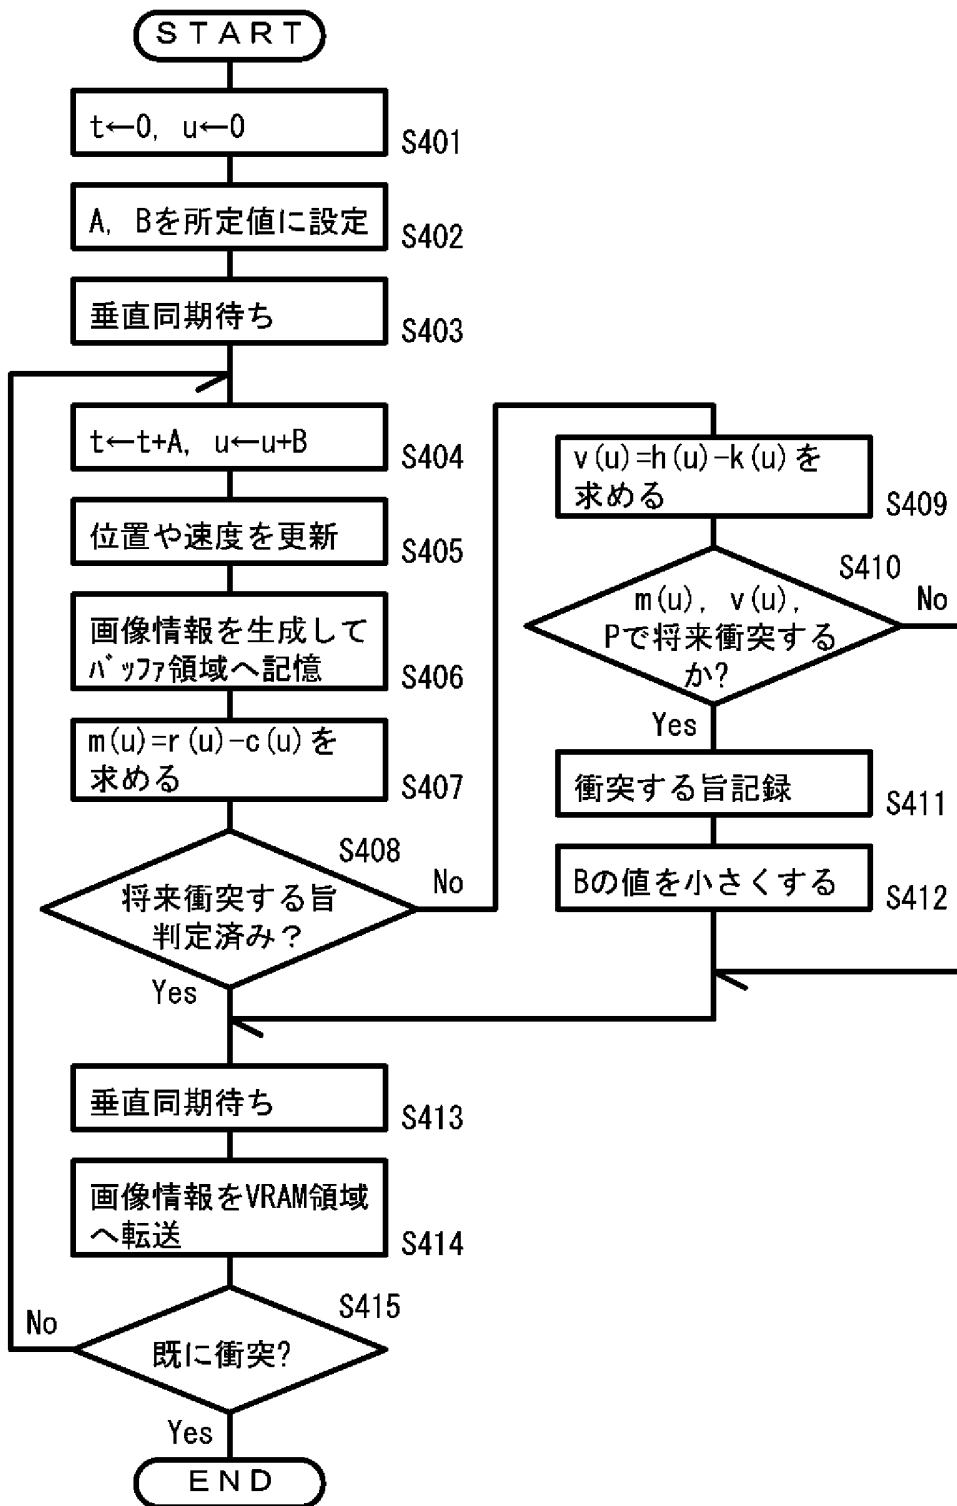 START
t←0, u←0
S401
A, Bを所定値に設定
S402
垂直同期待ち
S403
t←t+A, u←u+B
S404
位置や速度を更新
S405
画像情報を生成して
バッファ領域へ記憶
S406
m(u)=r(u)-c(u)を
求める
S407
S408
将来衝突する旨
判定済み?
No
Yes
v(u)=h(u)-k(u)を
求める
S409
S410
m(u), v(u),
Pで将来衝突する
か?
No
Yes
衝突する旨記録
S411
Bの値を小さくする
S412
垂直同期待ち
S413
画像情報をVRAM領域
へ転送
S414
S415
既に衝突?
No
Yes
END